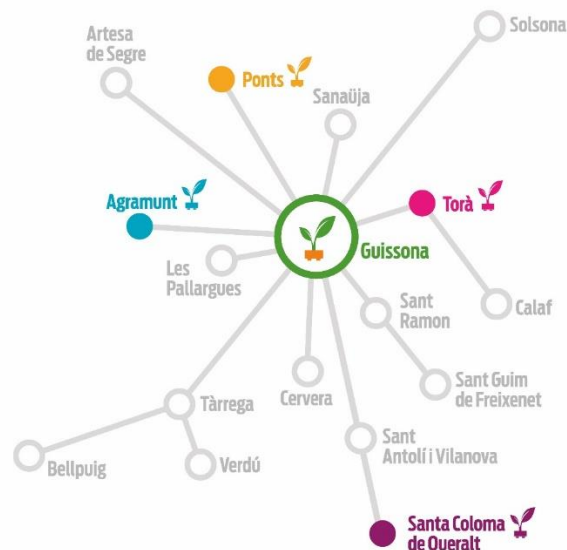 Artesa
de Segre
Solsona
Ponts
Sanaüja
Agramunt
Torà
Guissona
Les
Pallargues
Sant
Ramon
Calaf
Cervera
Sant Guim
de Freixenet
Tàrrega
Sant
Antolí i Vilanova
Bellpuig
Verdú
Santa Coloma
de Queralt